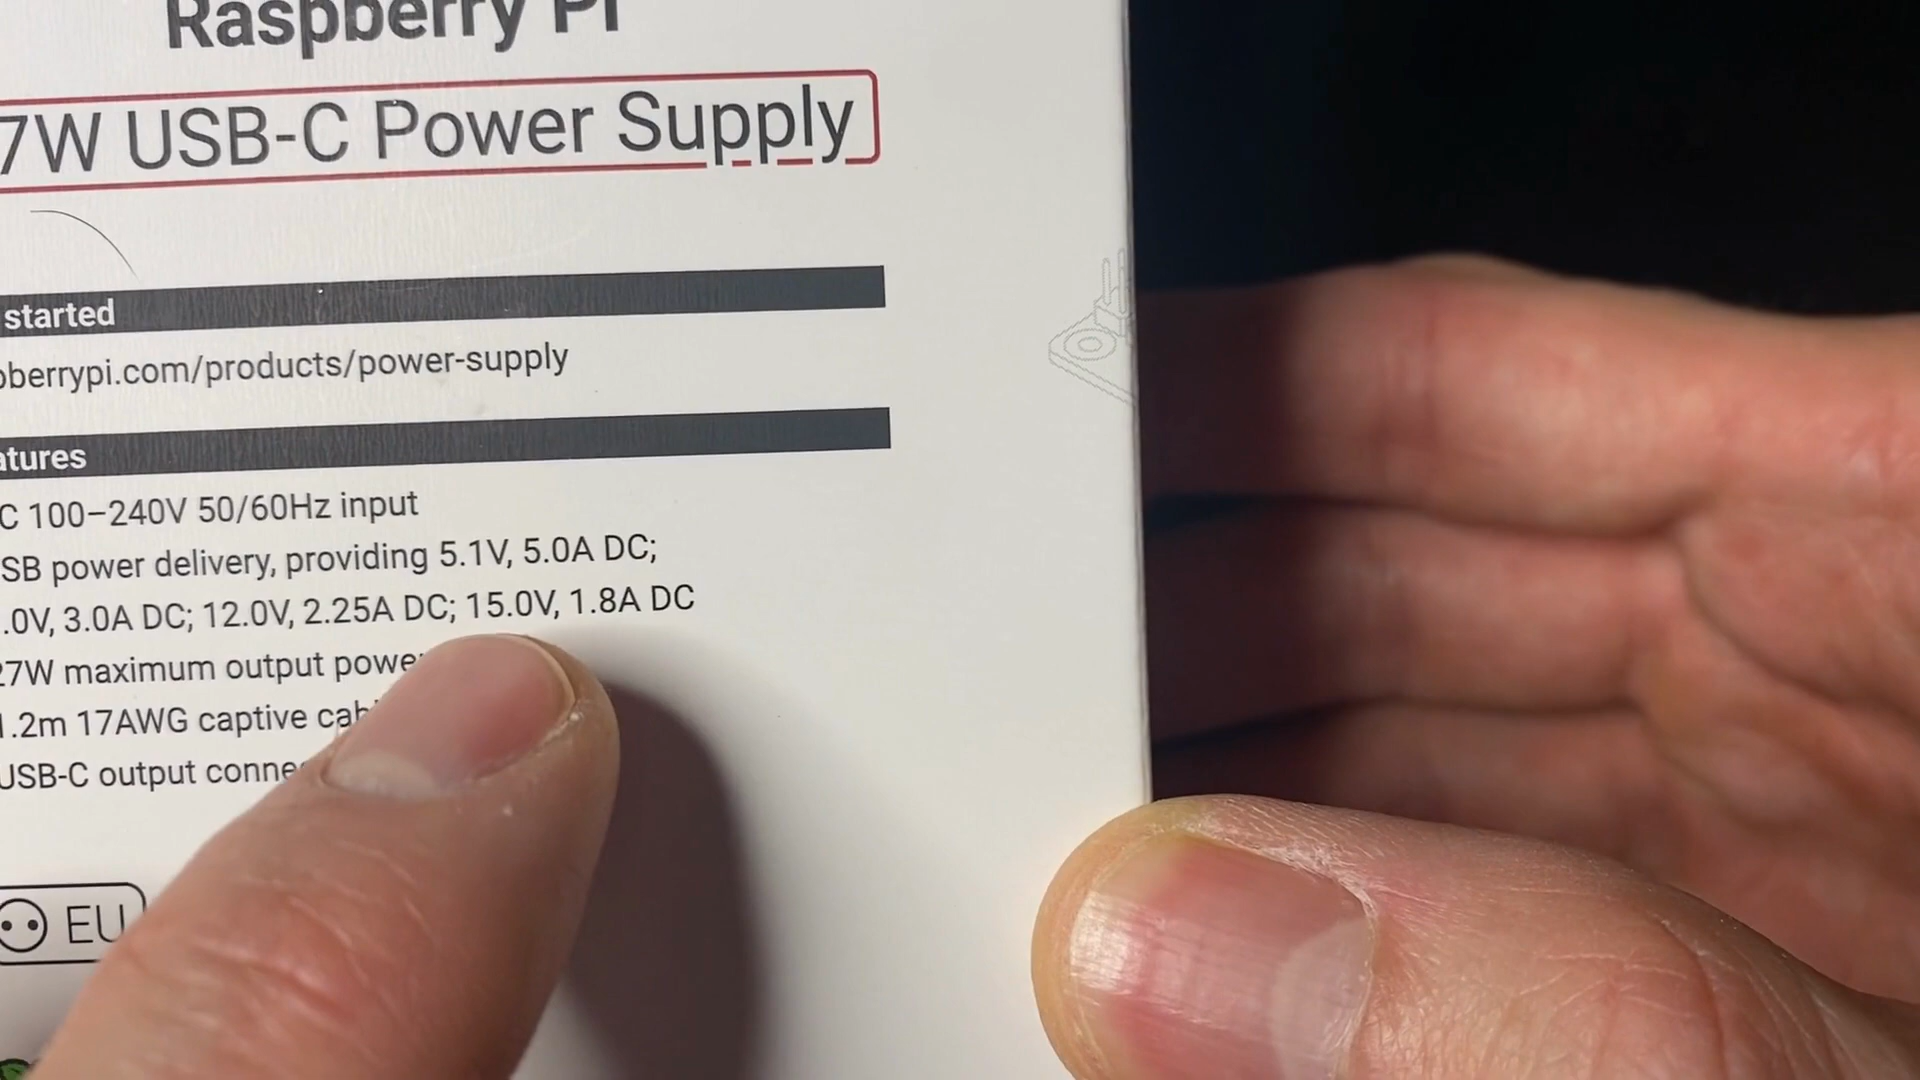 Raspberry Pi
7W USB-C Power Supply
started
berrypi.com/products/power-supply
atures
C 100–240V 50/60Hz input
SB power delivery, providing 5.1V, 5.0A DC;
.0V, 3.0A DC; 12.0V, 2.25A DC; 15.0V, 1.8A DC
27W maximum output power
1.2m 17AWG captive cab
USB-C output conne
EU